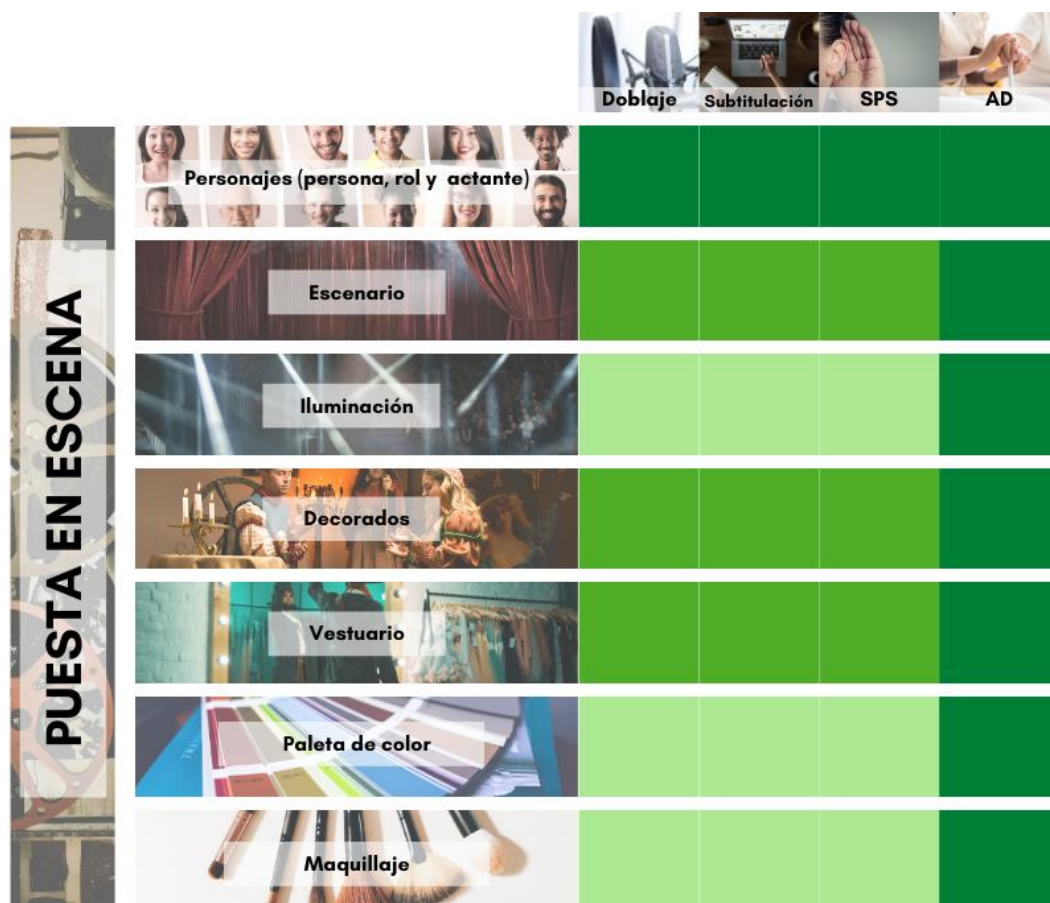 Doblaje
Subtitulación
SPS
AD
PUESTA EN ESCENA
Personajes (persona, rol y actante)
Escenario
Iluminación
Decorados
Vestuario
Paleta de color
Maquillaje